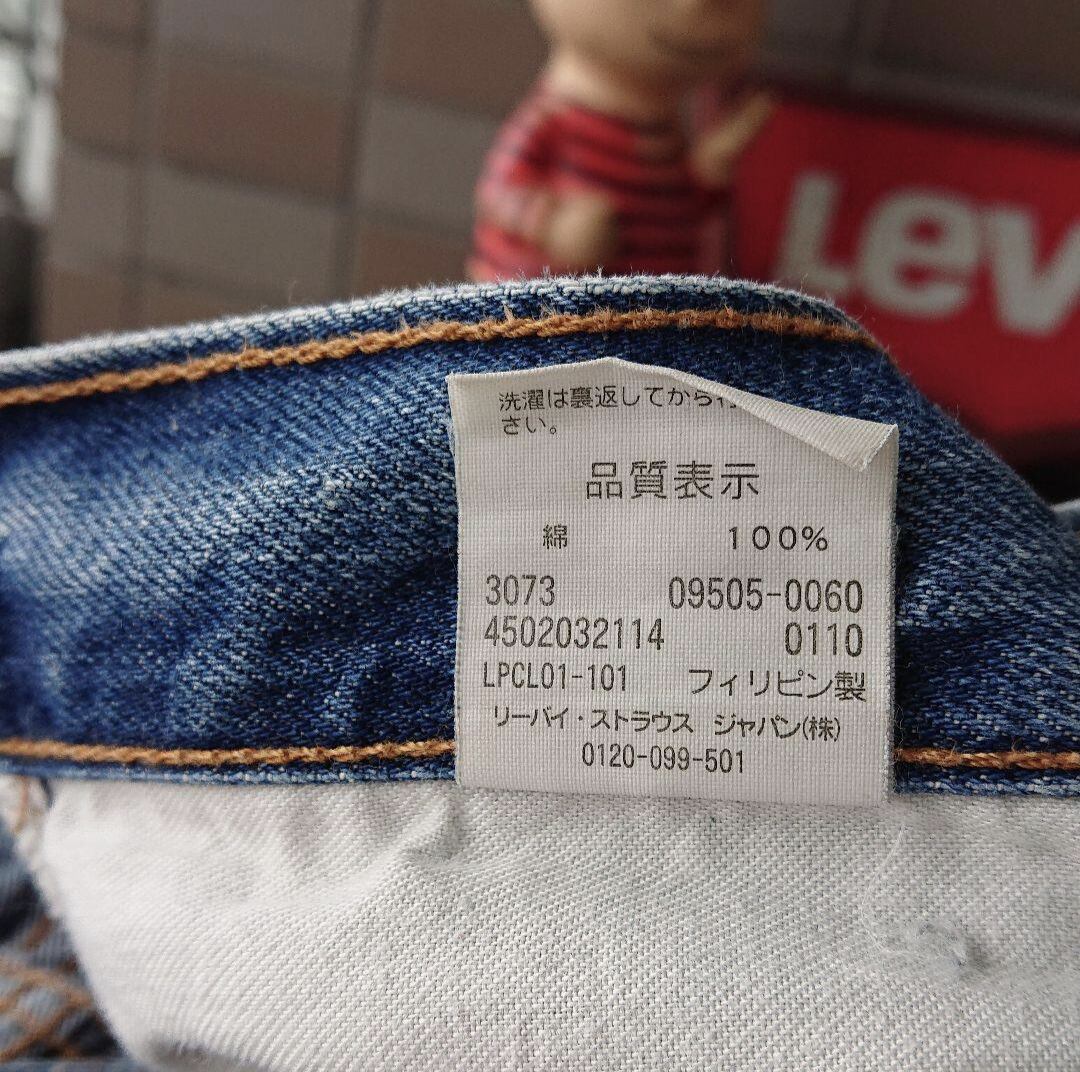 Lev
洗濯は裏返してから
さい。
品質表示
綿 100%
3073 09505-0060
4502032114 0110
LPCL01-101 フィリピン製
リーバイ・ストラウス ジャパン(株)
0120-099-501